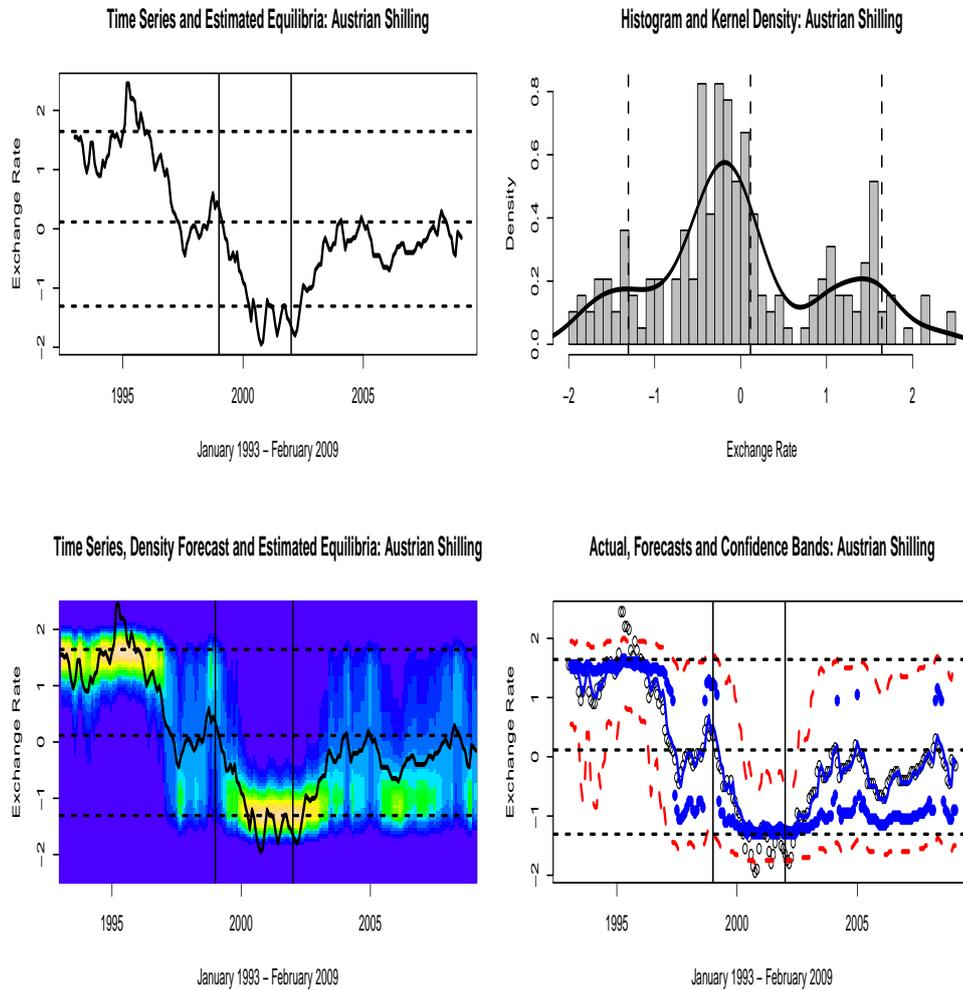 Time Series and Estimated Equilibria: Austrian Shilling
Exchange Rate
2
1
0
−1
−2
1995 2000 2005
January 1993 − February 2009
Histogram and Kernel Density: Austrian Shilling
Density
0.8
0.6
0.4
0.2
0.0
−2 −1 0 1 2
Exchange Rate
Time Series, Density Forecast and Estimated Equilibria: Austrian Shilling
Exchange Rate
2
1
0
−1
−2
1995 2000 2005
January 1993 − February 2009
Actual, Forecasts and Confidence Bands: Austrian Shilling
Exchange Rate
2
1
0
−1
−2
1995 2000 2005
January 1993 − February 2009